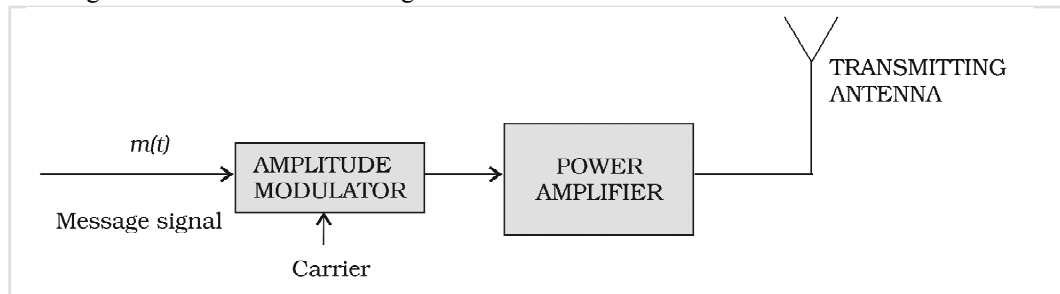 TRANSMITTING
ANTENNA
m(t)
AMPLITUDE
MODULATOR
POWER
AMPLIFIER
Message signal
Carrier